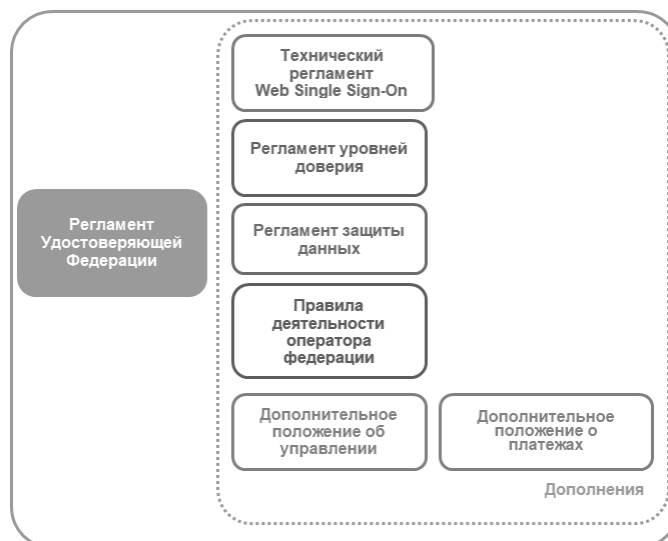 Технический
регламент
Web Single Sign-On
Регламент уровней
доверия
Регламент
Удостоверяющей
Федерации
Регламент защиты
данных
Правила
деятельности
оператора
федерации
Дополнительное
положение об
управлении
Дополнительное
положение о
платежах
Дополнения